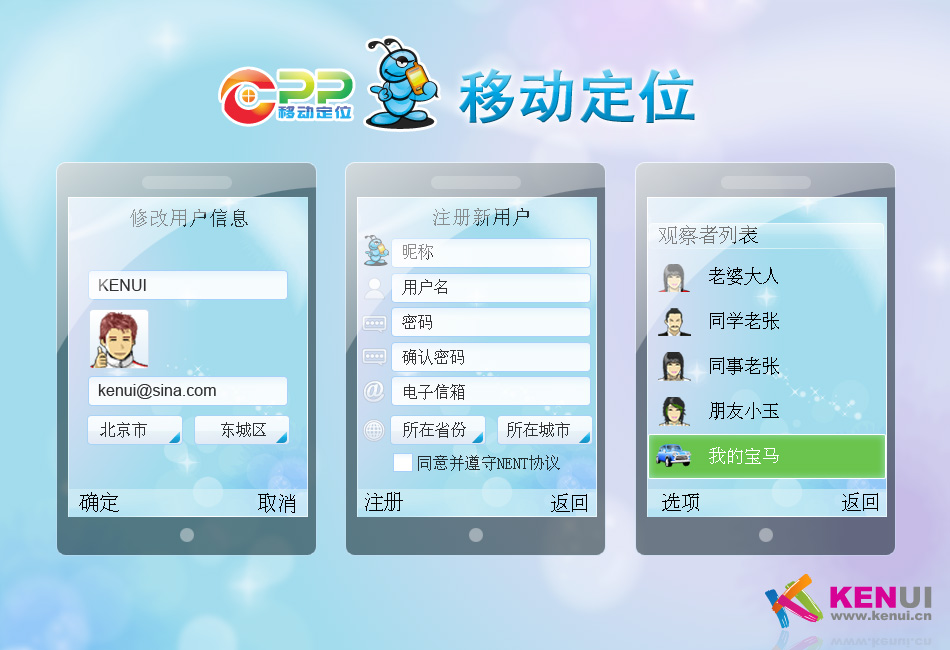 CPP
移动定位
移动定位
修改用户信息
KENUI
kenui@sina.com
北京市
东城区
确定
取消
注册新用户
昵称
用户名
密码
确认密码
电子信箱
@
所在省份
所在城市
同意并遵守NENT协议
注册
返回
观察者列表
老婆大人
同学老张
同事老张
朋友小玉
我的宝马
选项
返回
KENUI
www.kenui.cn